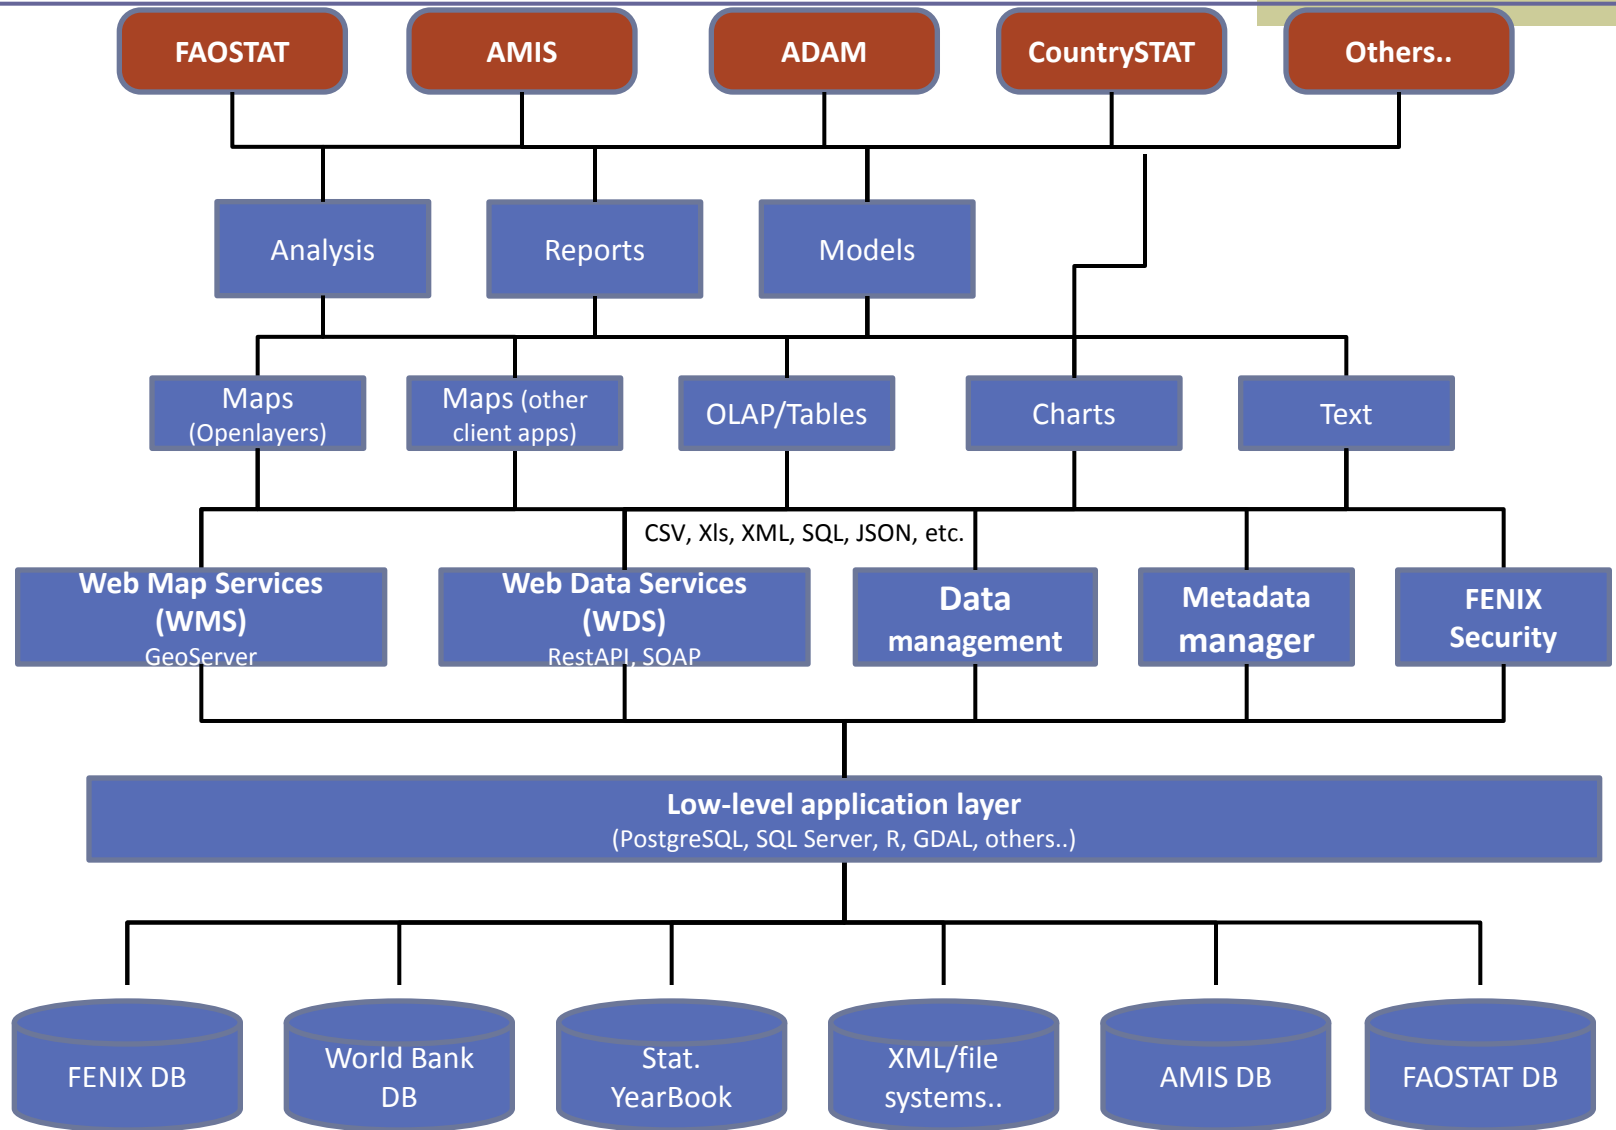 FAOSTAT
AMIS
ADAM
CountrySTAT
Others..
Analysis
Reports
Models
Maps
(Openlayers)
Maps (other
client apps)
OLAP/Tables
Charts
Text
CSV, Xls, XML, SQL, JSON, etc.
Web Map Services
(WMS)
GeoServer
Web Data Services
(WDS)
RestAPI, SOAP
Data
management
Metadata
manager
FENIX
Security
Low-level application layer
(PostgreSQL, SQL Server, R, GDAL, others..)
FENIX DB
World Bank
DB
Stat.
YearBook
XML/file
systems..
AMIS DB
FAOSTAT DB